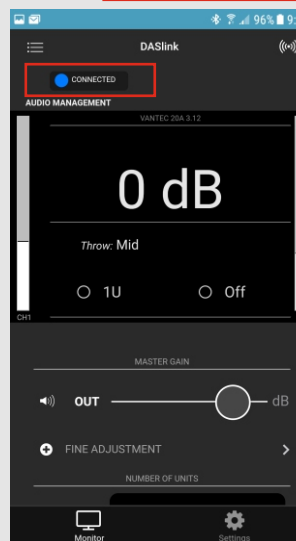 96% 9:
DASlink
CONNECTED
AUDIO MANAGEMENT
VANTEC 20A 3.12
0 dB
Throw: Mid
1U Off
CH1
MASTER GAIN
OUT dB
FINE ADJUSTMENT
NUMBER OF UNITS
Monitor Settings